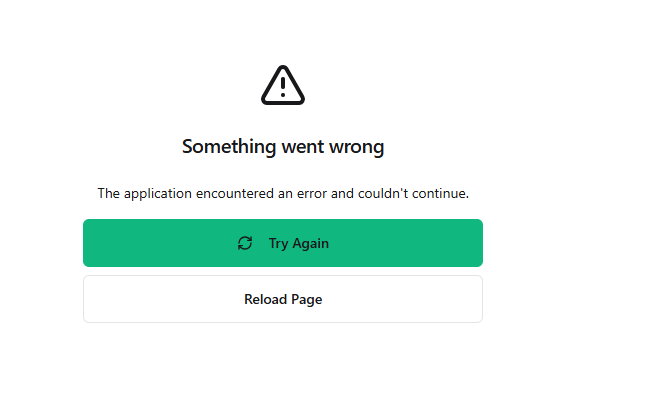 Something went wrong
The application encountered an error and couldn't continue.
Try Again
Reload Page